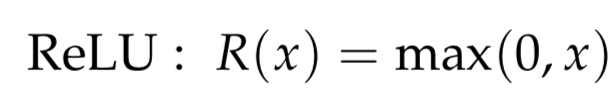 ReLU : R(x) = max(0, x)